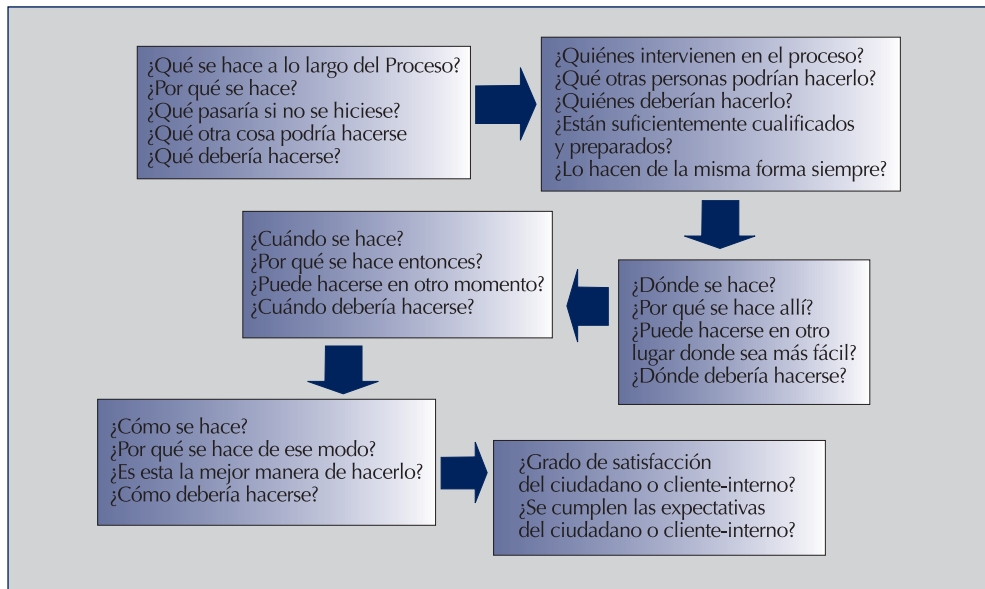 ¿Qué se hace a lo largo del Proceso?
¿Por qué se hace?
¿Qué pasaría si no se hiciese?
¿Qué otra cosa podría hacerse
¿Qué debería hacerse?
¿Quiénes intervienen en el proceso?
¿Qué otras personas podrían hacerlo?
¿Quiénes deberían hacerlo?
¿Están suficientemente cualificados
y preparados?
¿Lo hacen de la misma forma siempre?
¿Dónde se hace?
¿Por qué se hace allí?
¿Puede hacerse en otro
lugar donde sea más fácil?
¿Dónde debería hacerse?
¿Cuándo se hace?
¿Por qué se hace entonces?
¿Puede hacerse en otro momento?
¿Cuándo debería hacerse?
¿Cómo se hace?
¿Por qué se hace de ese modo?
¿Es esta la mejor manera de hacerlo?
¿Cómo debería hacerse?
¿Grado de satisfacción
del ciudadano o cliente-interno?
¿Se cumplen las expectativas
del ciudadano o cliente-interno?